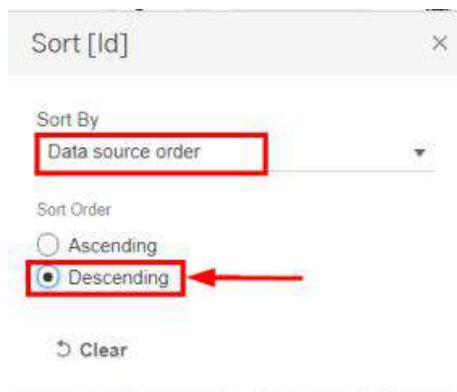 Sort [Id]
Sort By
Data source order
Sort Order
Ascending
Descending
Clear